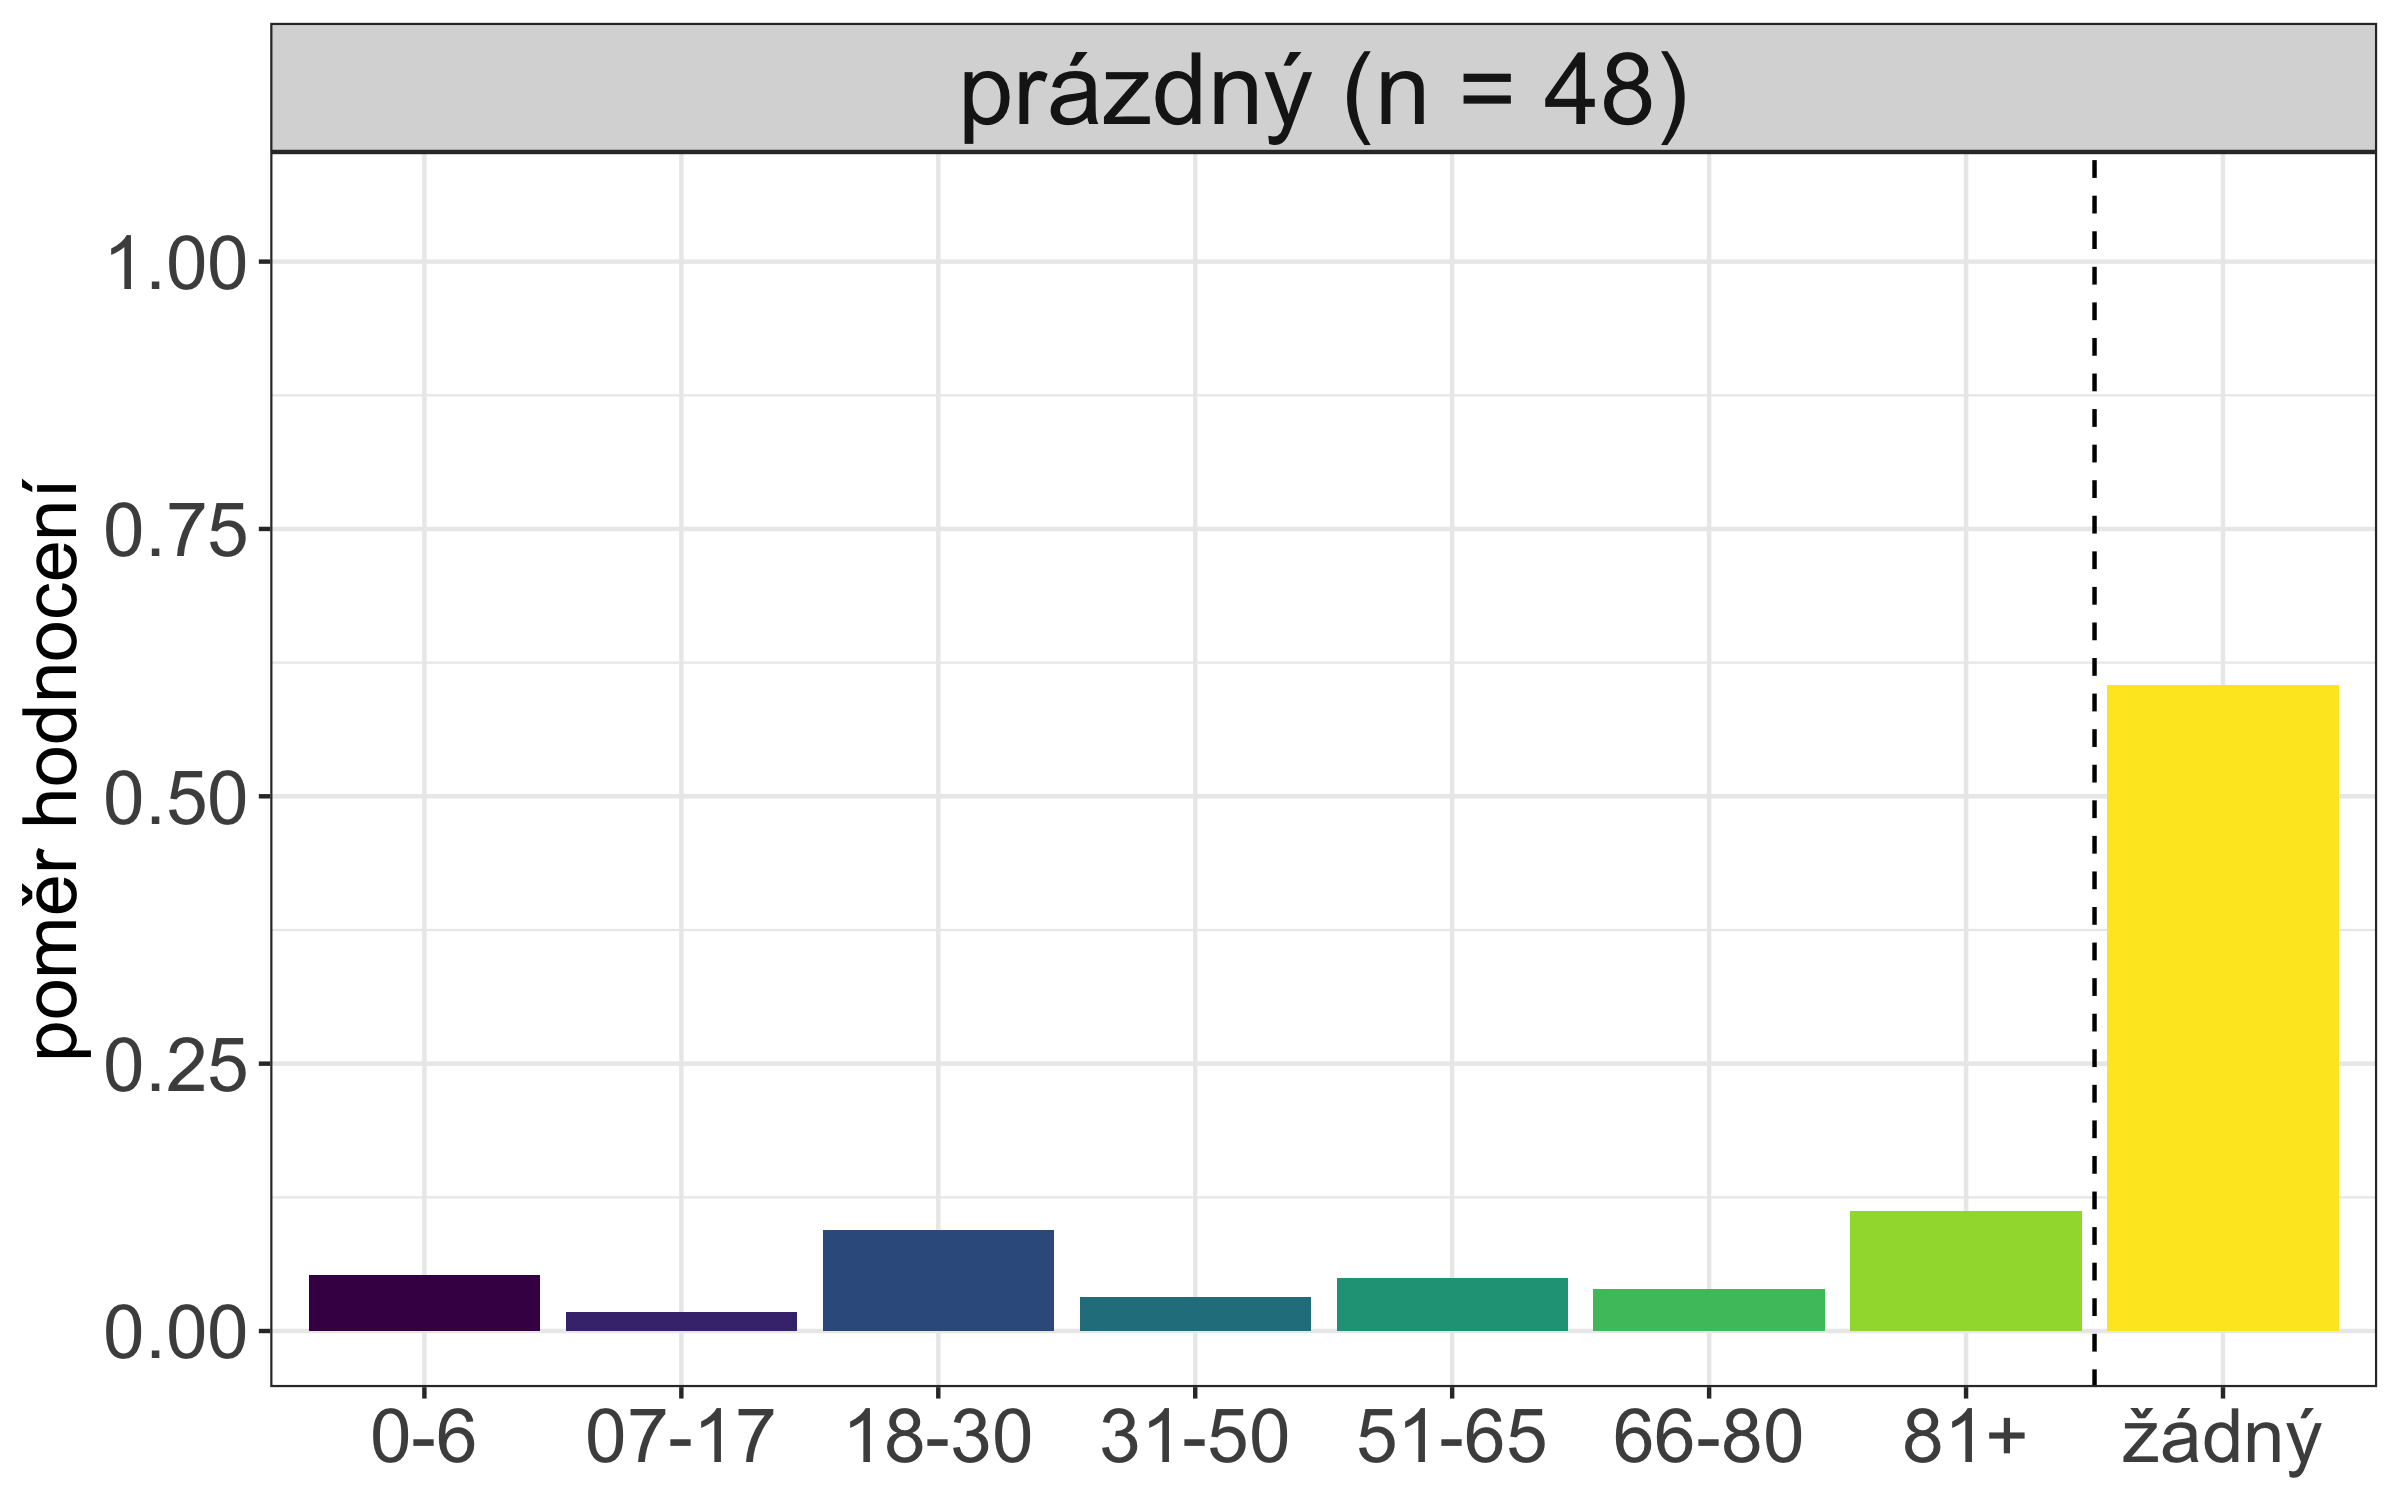 prázdný (n = 48)
poměr hodnocení
1.00
0.75
0.50
0.25
0.00
0-6 07-17 18-30 31-50 51-65 66-80 81+ žádný